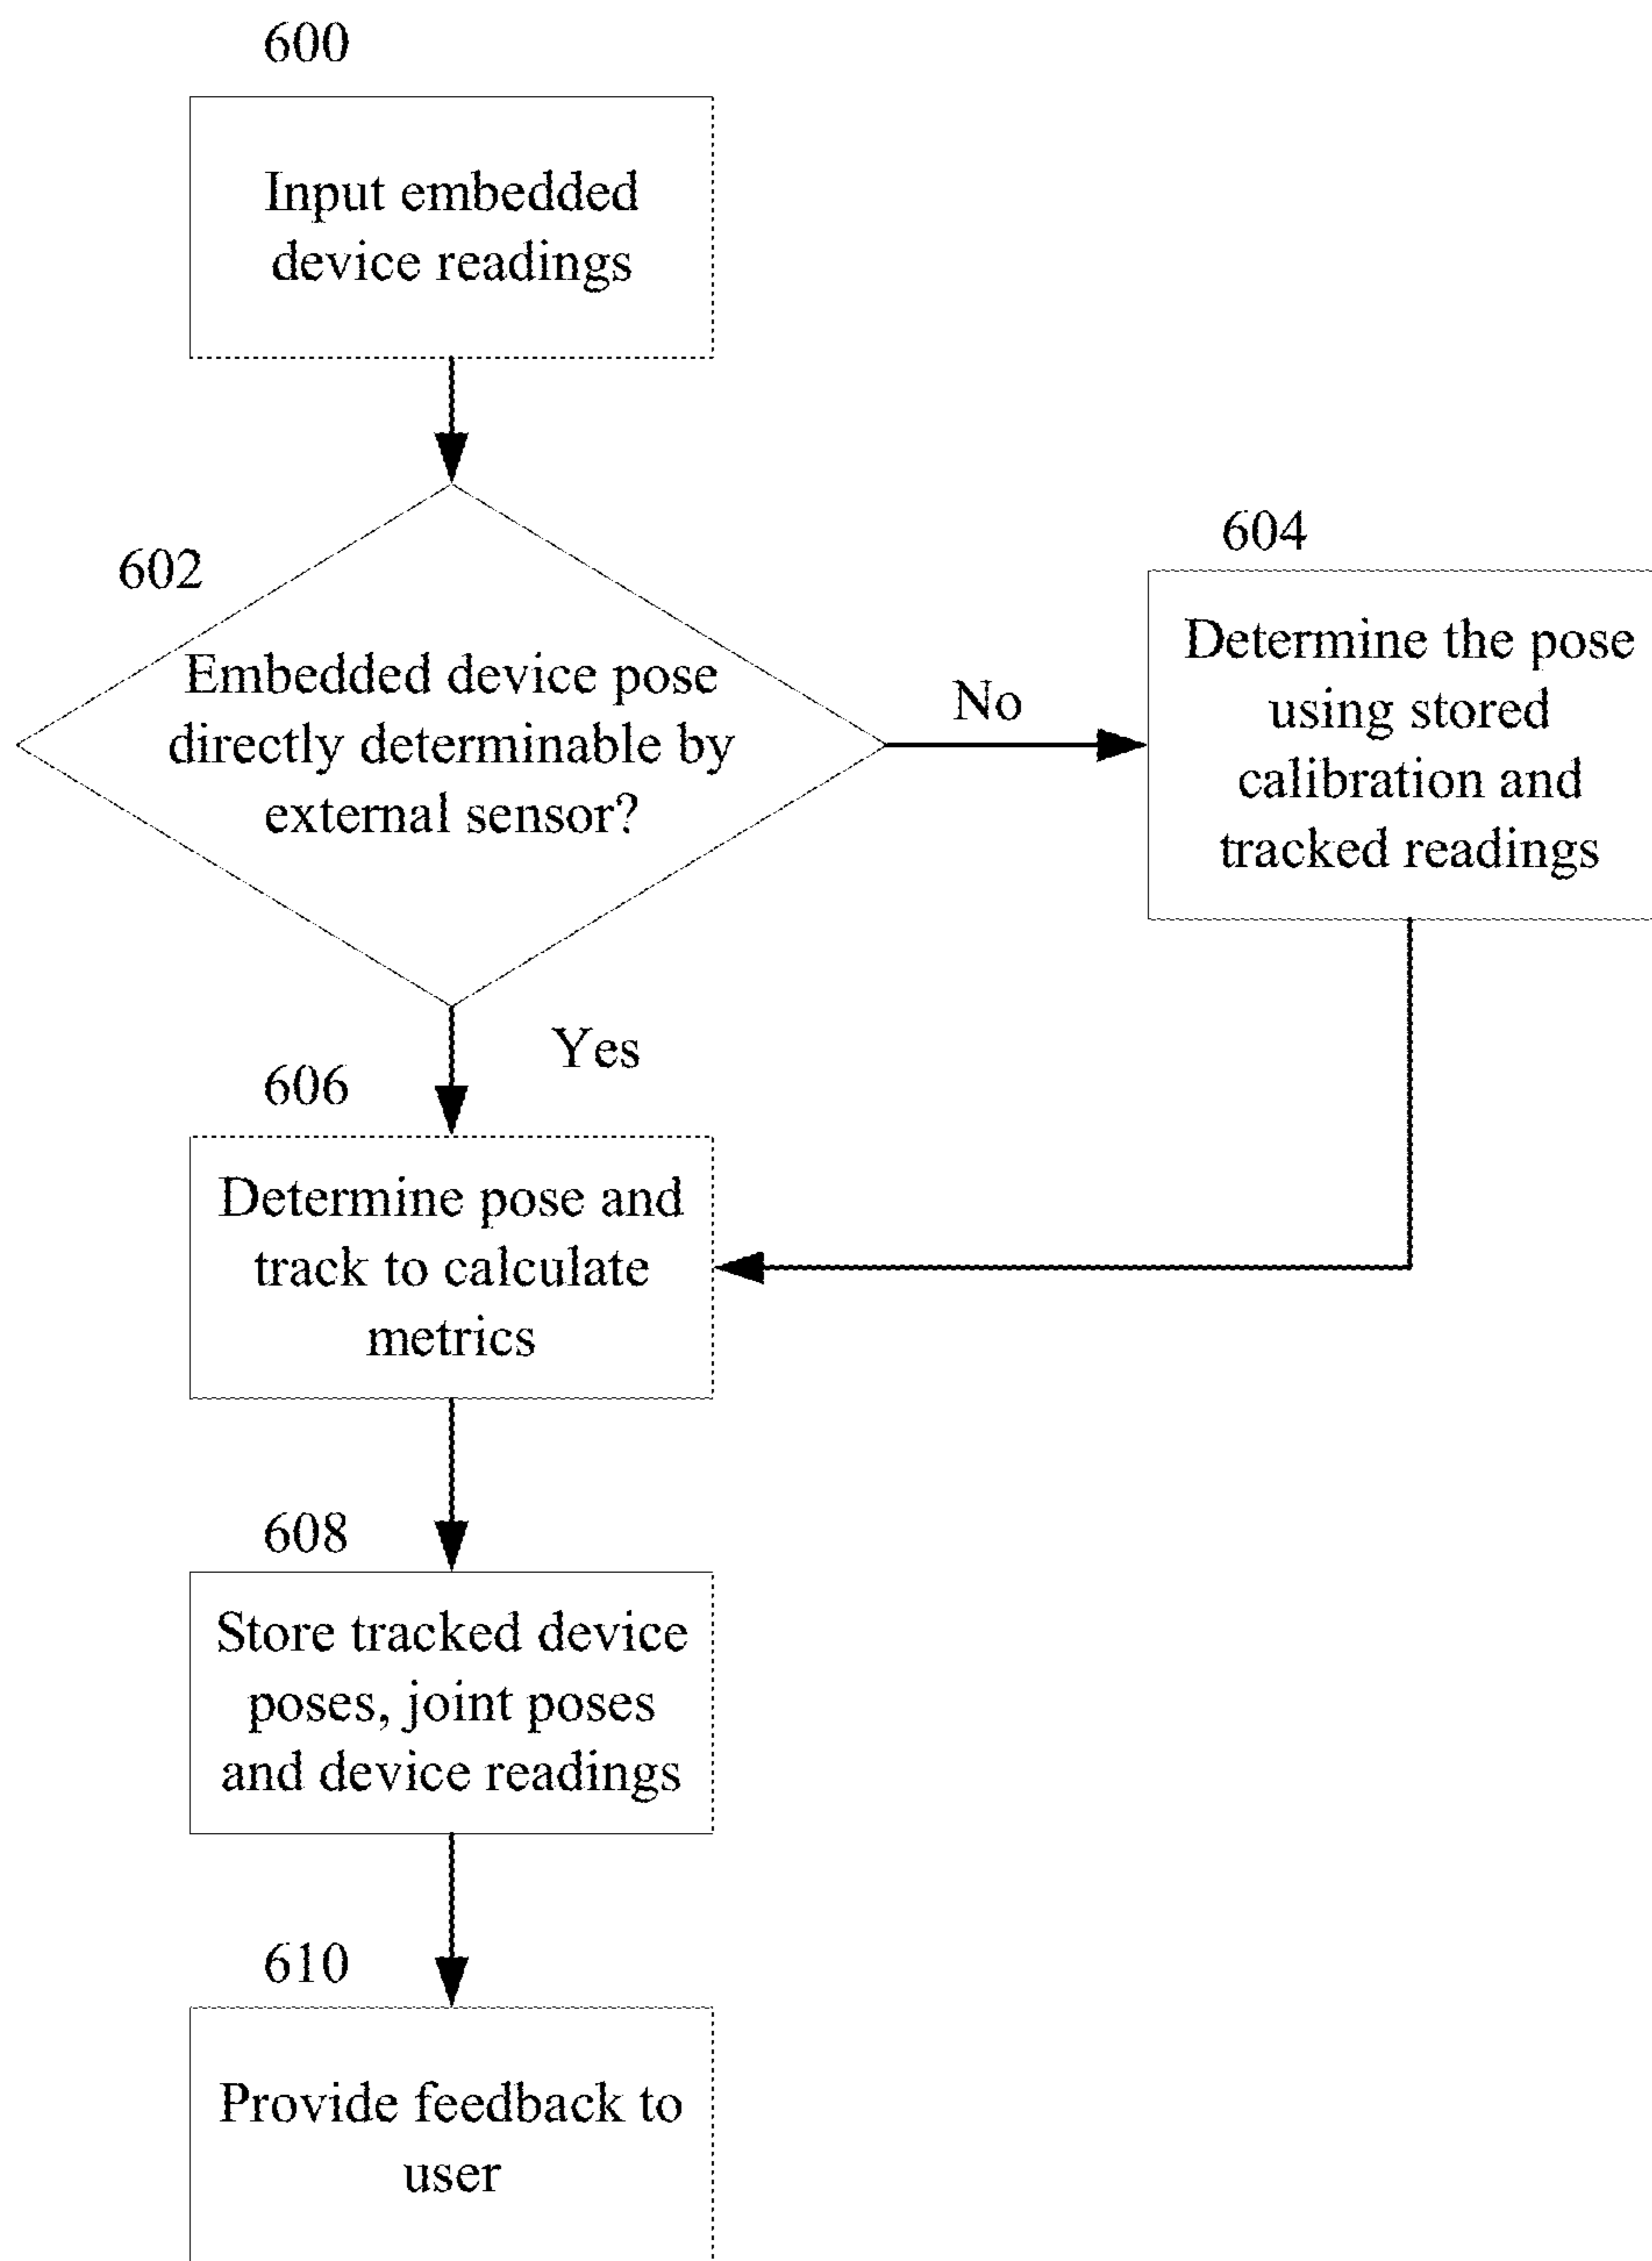 600
Input embedded
device readings
602
Embedded device pose
directly determinable by
external sensor?
No
604
Determine the pose
using stored
calibration and
tracked readings
Yes
606
Determine pose and
track to calculate
metrics
608
Store tracked device
poses, joint poses
and device readings
610
Provide feedback to
user